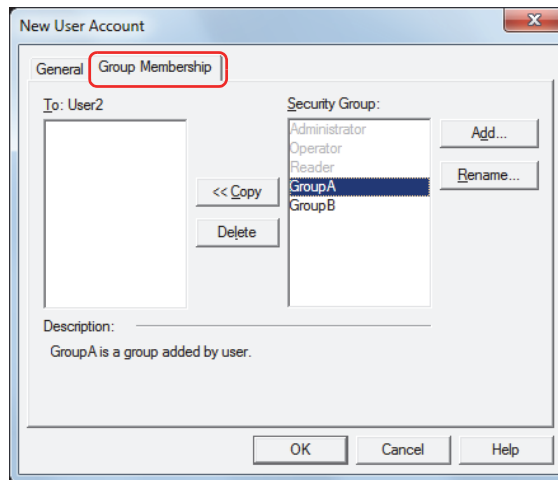 New User Account
General
Group Membership
To: User2
Security Group:
Administrator
Operator
Reader
GroupA
GroupB
<< Copy
Delete
Add...
Rename...
Description:
GroupA is a group added by user.
OK
Cancel
Help